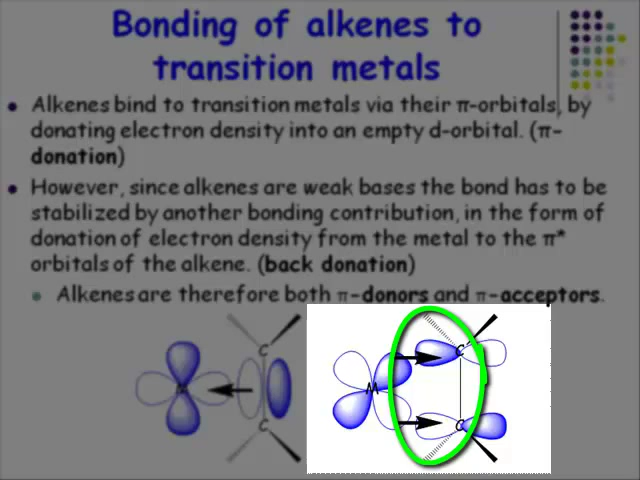 Bonding of alkenes to
transition metals
Alkenes bind to transition metals via their π-orbitals, by
donating electron density into an empty d-orbital. (π-
donation)
However, since alkenes are weak bases the bond has to be
stabilized by another bonding contribution, in the form of
donation of electron density from the metal to the π*
orbitals of the alkene. (back donation)
Alkenes are therefore both π-donors and π-acceptors.
C C
M M
C C